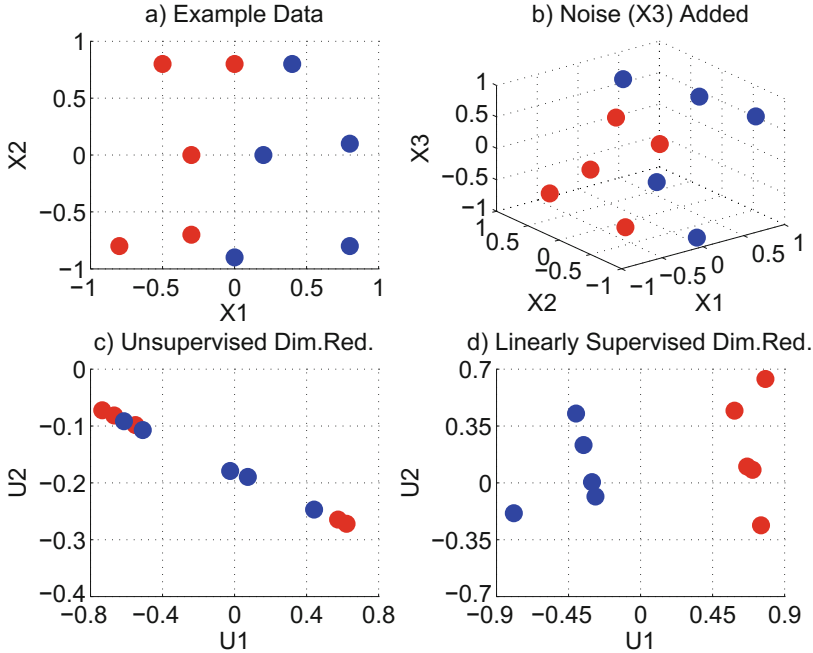 a) Example Data
1
0.5
0
−0.5
−1
X2
−1 −0.5 0 0.5 1
X1
b) Noise (X3) Added
1
0.5
0
−0.5
−1
X3
1
0.5
0
−0.5
−1
X2
−1
−0.5
0
0.5
1
X1
c) Unsupervised Dim.Red.
0
−0.1
−0.2
−0.3
−0.4
U2
−0.8 −0.4 0 0.4 0.8
U1
d) Linearly Supervised Dim.Red.
0.7
0.35
0
−0.35
−0.7
U2
−0.9 −0.45 0 0.45 0.9
U1